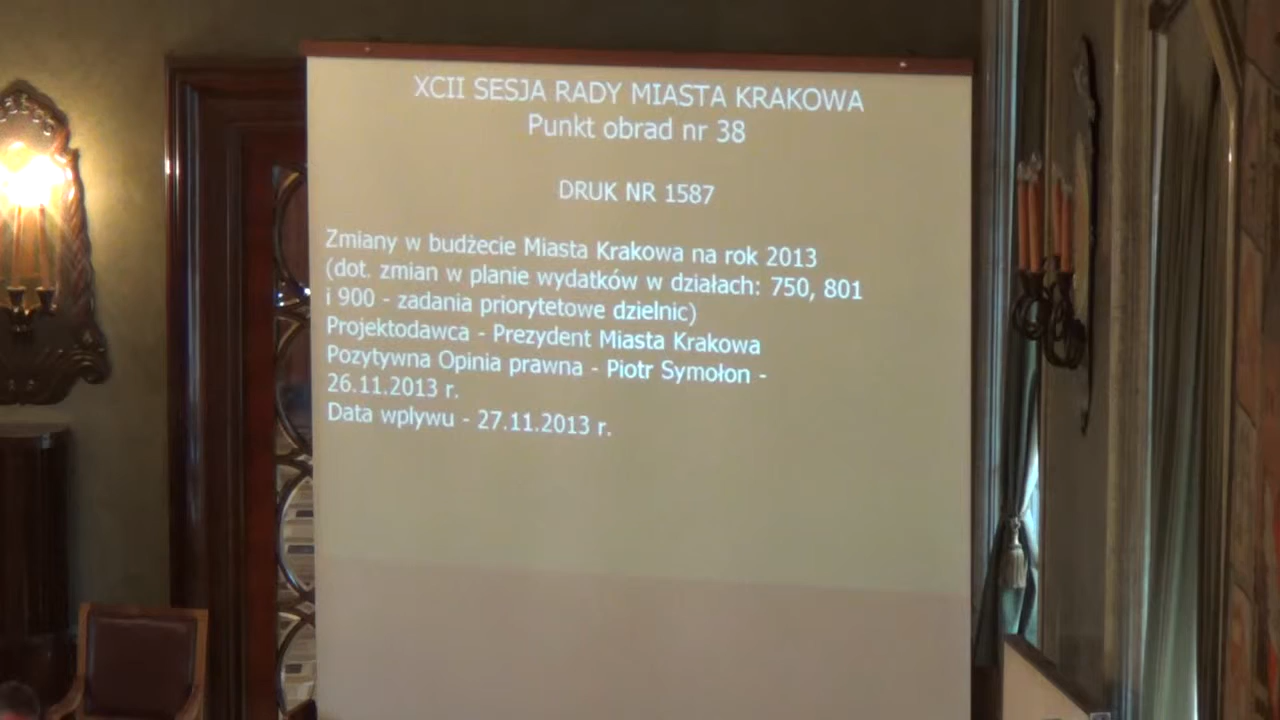 XCII SESJA RADY MIASTA KRAKOWA
Punkt obrad nr 38
DRUK NR 1587
Zmiany w budżecie Miasta Krakowa na rok 2013
(dot. zmian w planie wydatków w działach: 750, 801
i 900 - zadania priorytetowe dzielnic)
Projektodawca - Prezydent Miasta Krakowa
Pozytywna Opinia prawna - Piotr Symołon -
26.11.2013 r.
Data wpływu - 27.11.2013 r.